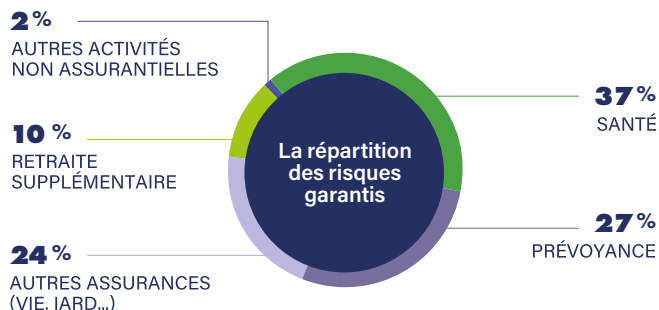 2%
AUTRES ACTIVITÉS
NON ASSURANTIELLES
10 %
RETRAITE
SUPPLÉMENTAIRE
24 %
AUTRES ASSURANCES
(VIE, IARD...)
La répartition
des risques
garantis
37 %
SANTÉ
27 %
PRÉVOYANCE